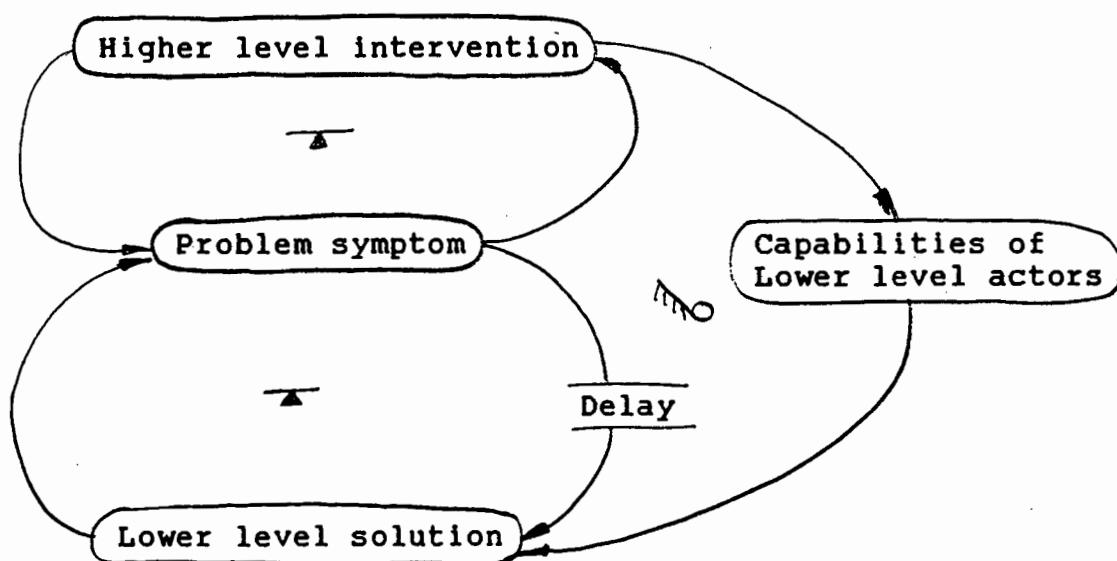 Higher level intervention
Problem symptom
Capabilities of
Lower level actors
Delay
Lower level solution